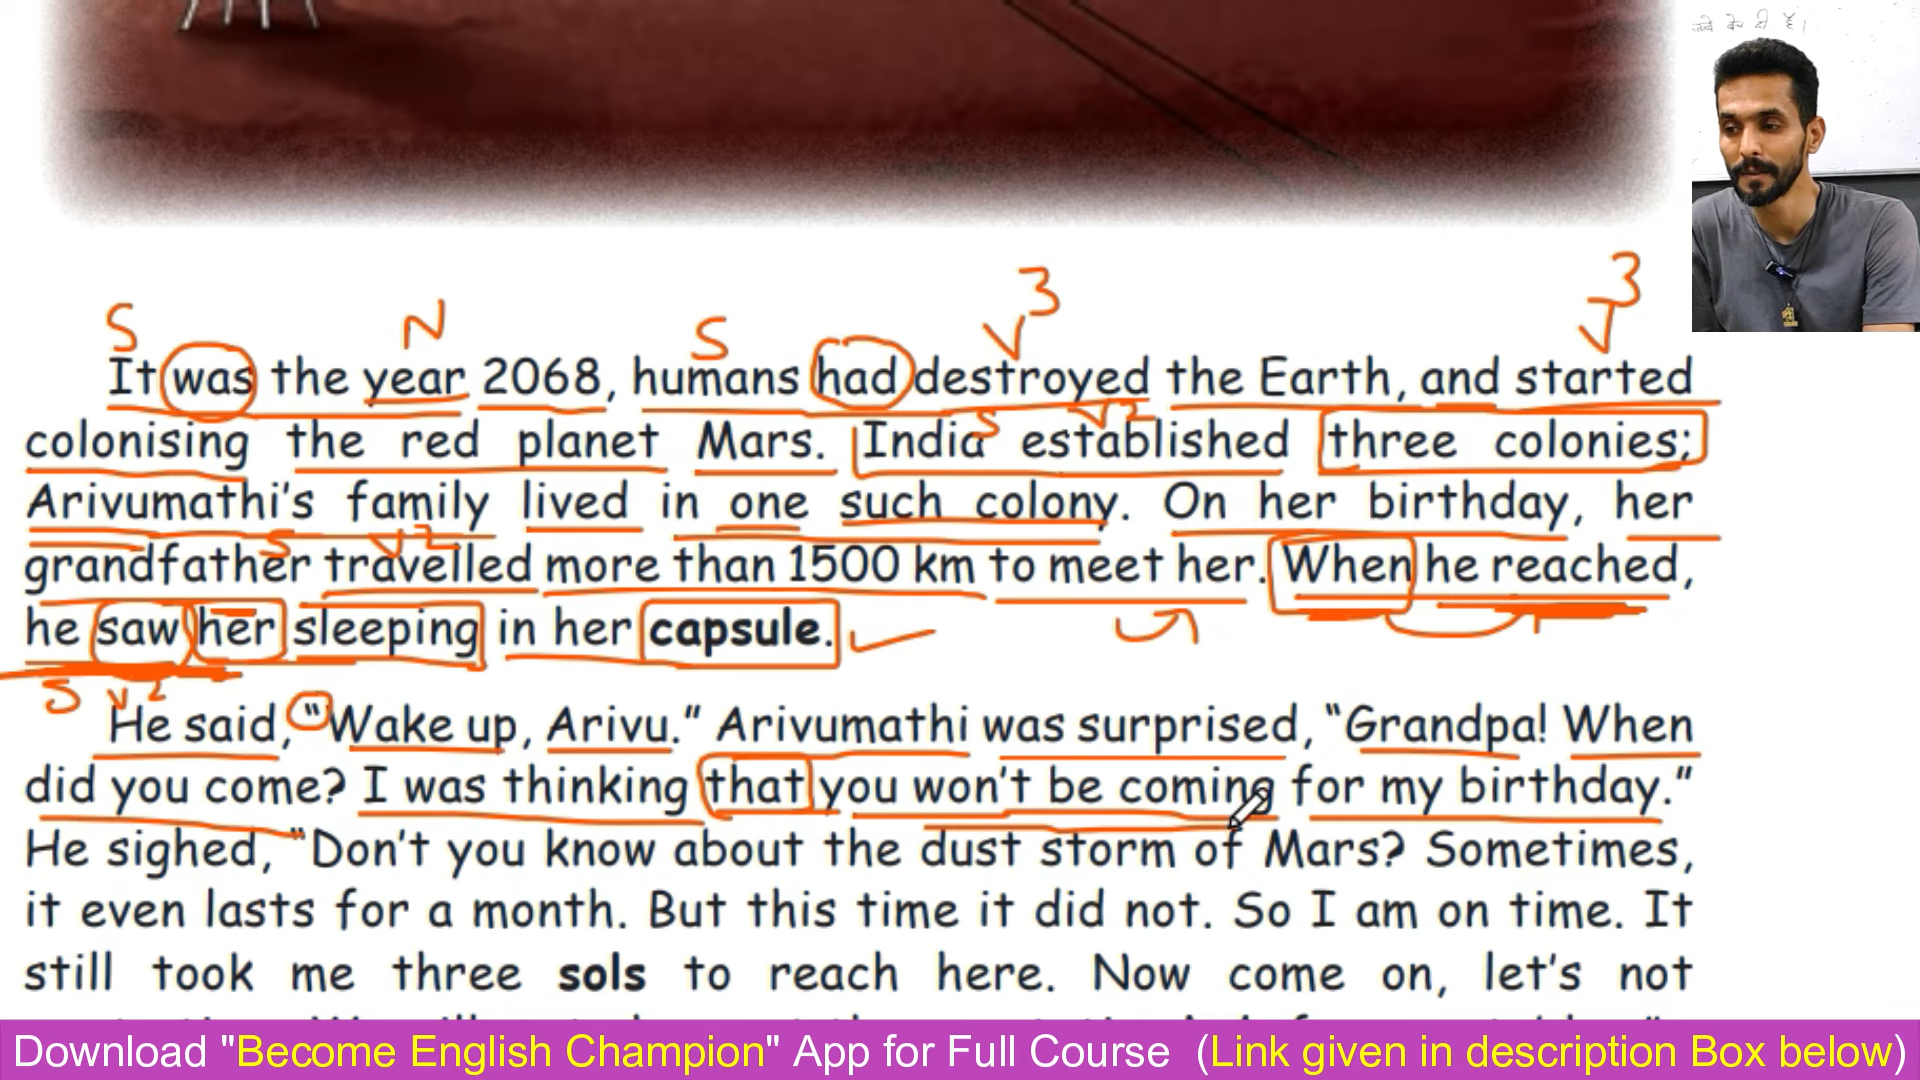 S N S V3 V3
It was the year 2068, humans had destroyed the Earth, and started
S V2
colonising the red planet Mars. India established three colonies;
Arivumathi's family lived in one such colony. On her birthday, her
S V2
grandfather travelled more than 1500 km to meet her. When he reached,
he saw her sleeping in her capsule.
S V2
He said, "Wake up, Arivu." Arivumathi was surprised, "Grandpa! When
did you come? I was thinking that you won't be coming for my birthday."
He sighed, "Don't you know about the dust storm of Mars? Sometimes,
it even lasts for a month. But this time it did not. So I am on time. It
still took me three sols to reach here. Now come on, let's not
Download "Become English Champion" App for Full Course (Link given in description Box below)